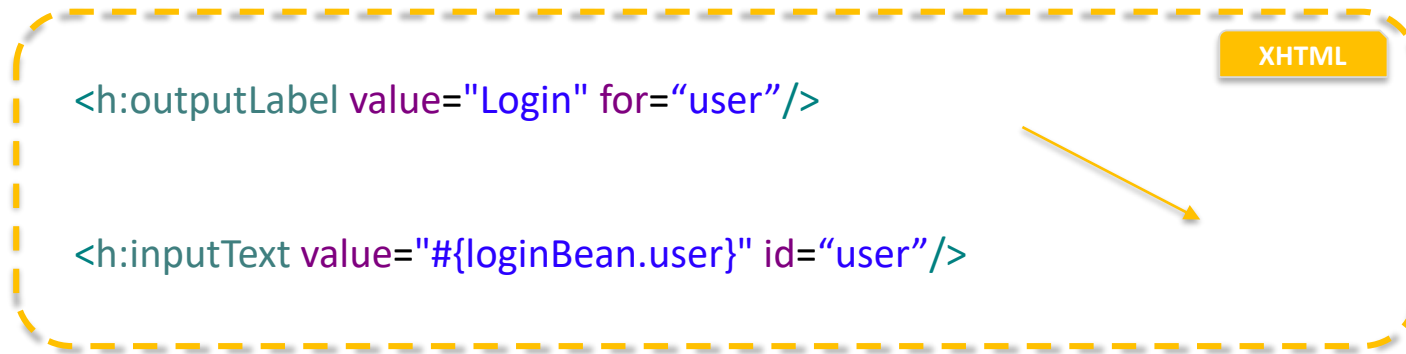 XHTML
<h:outputLabel value="Login" for=“user”/>
<h:inputText value="#{loginBean.user}" id=“user”/>